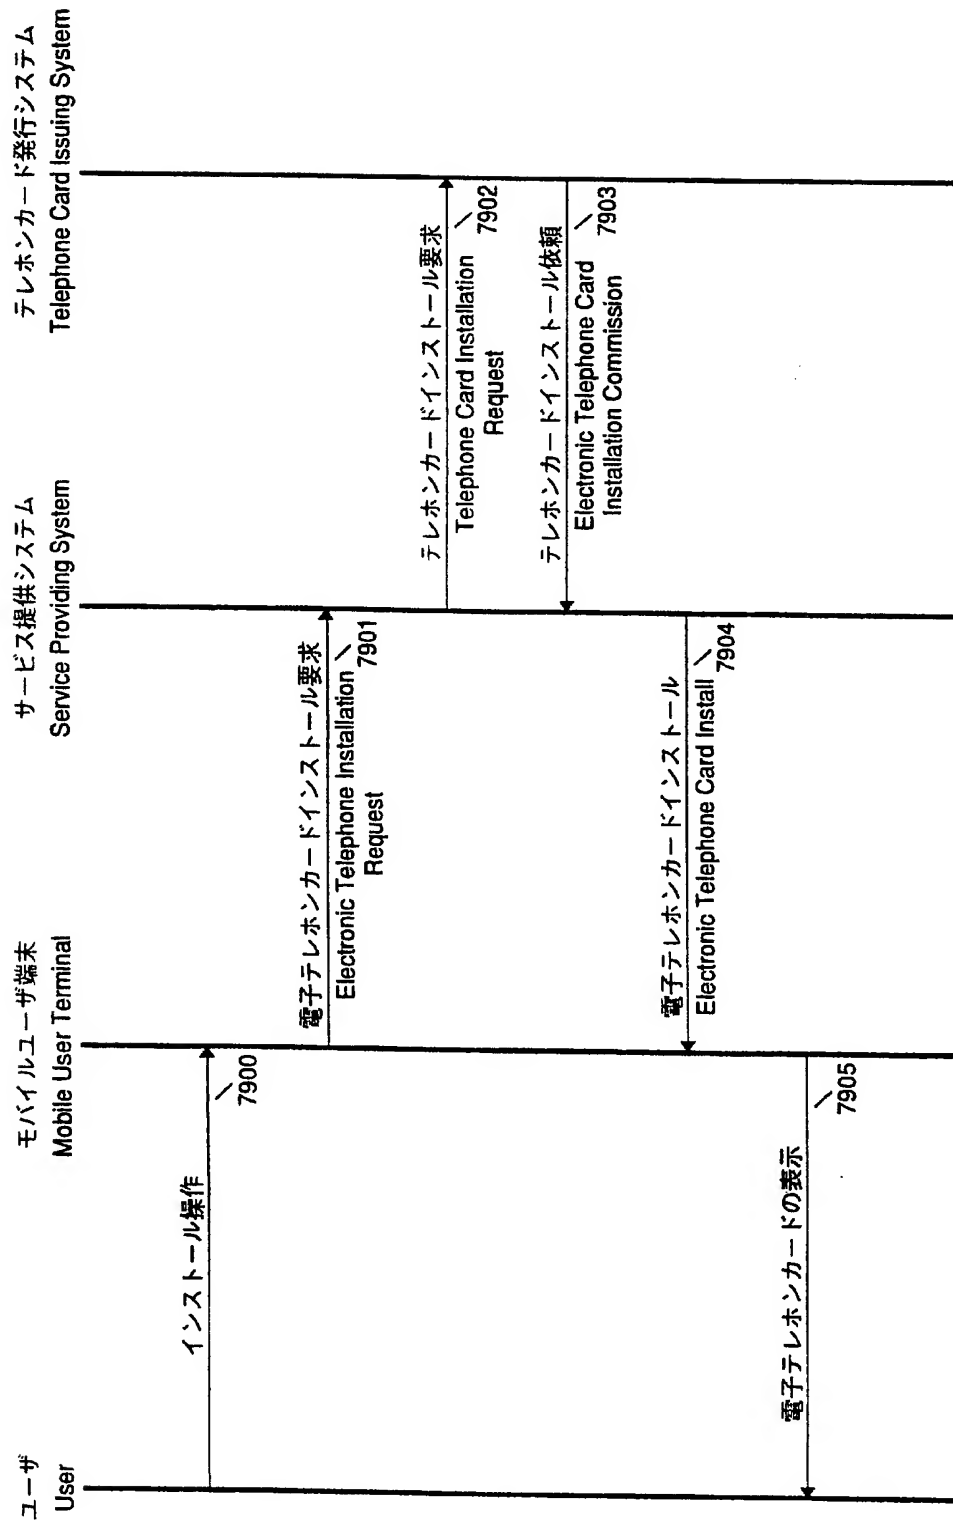 ユーザ
User
モバイルユーザ端末
Mobile User Terminal
サービス提供システム
Service Providing System
テレホンカード発行システム
Telephone Card Issuing System
インストール操作
7900
電子テレホンカードインストール要求
Electronic Telephone Installation
Request
7901
テレホンカードインストール要求
Telephone Card Installation
Request
7902
テレホンカードインストール依頼
Electronic Telephone Card
Installation Commission
7903
電子テレホンカードインストール
Electronic Telephone Card Install
7904
電子テレホンカードの表示
7905